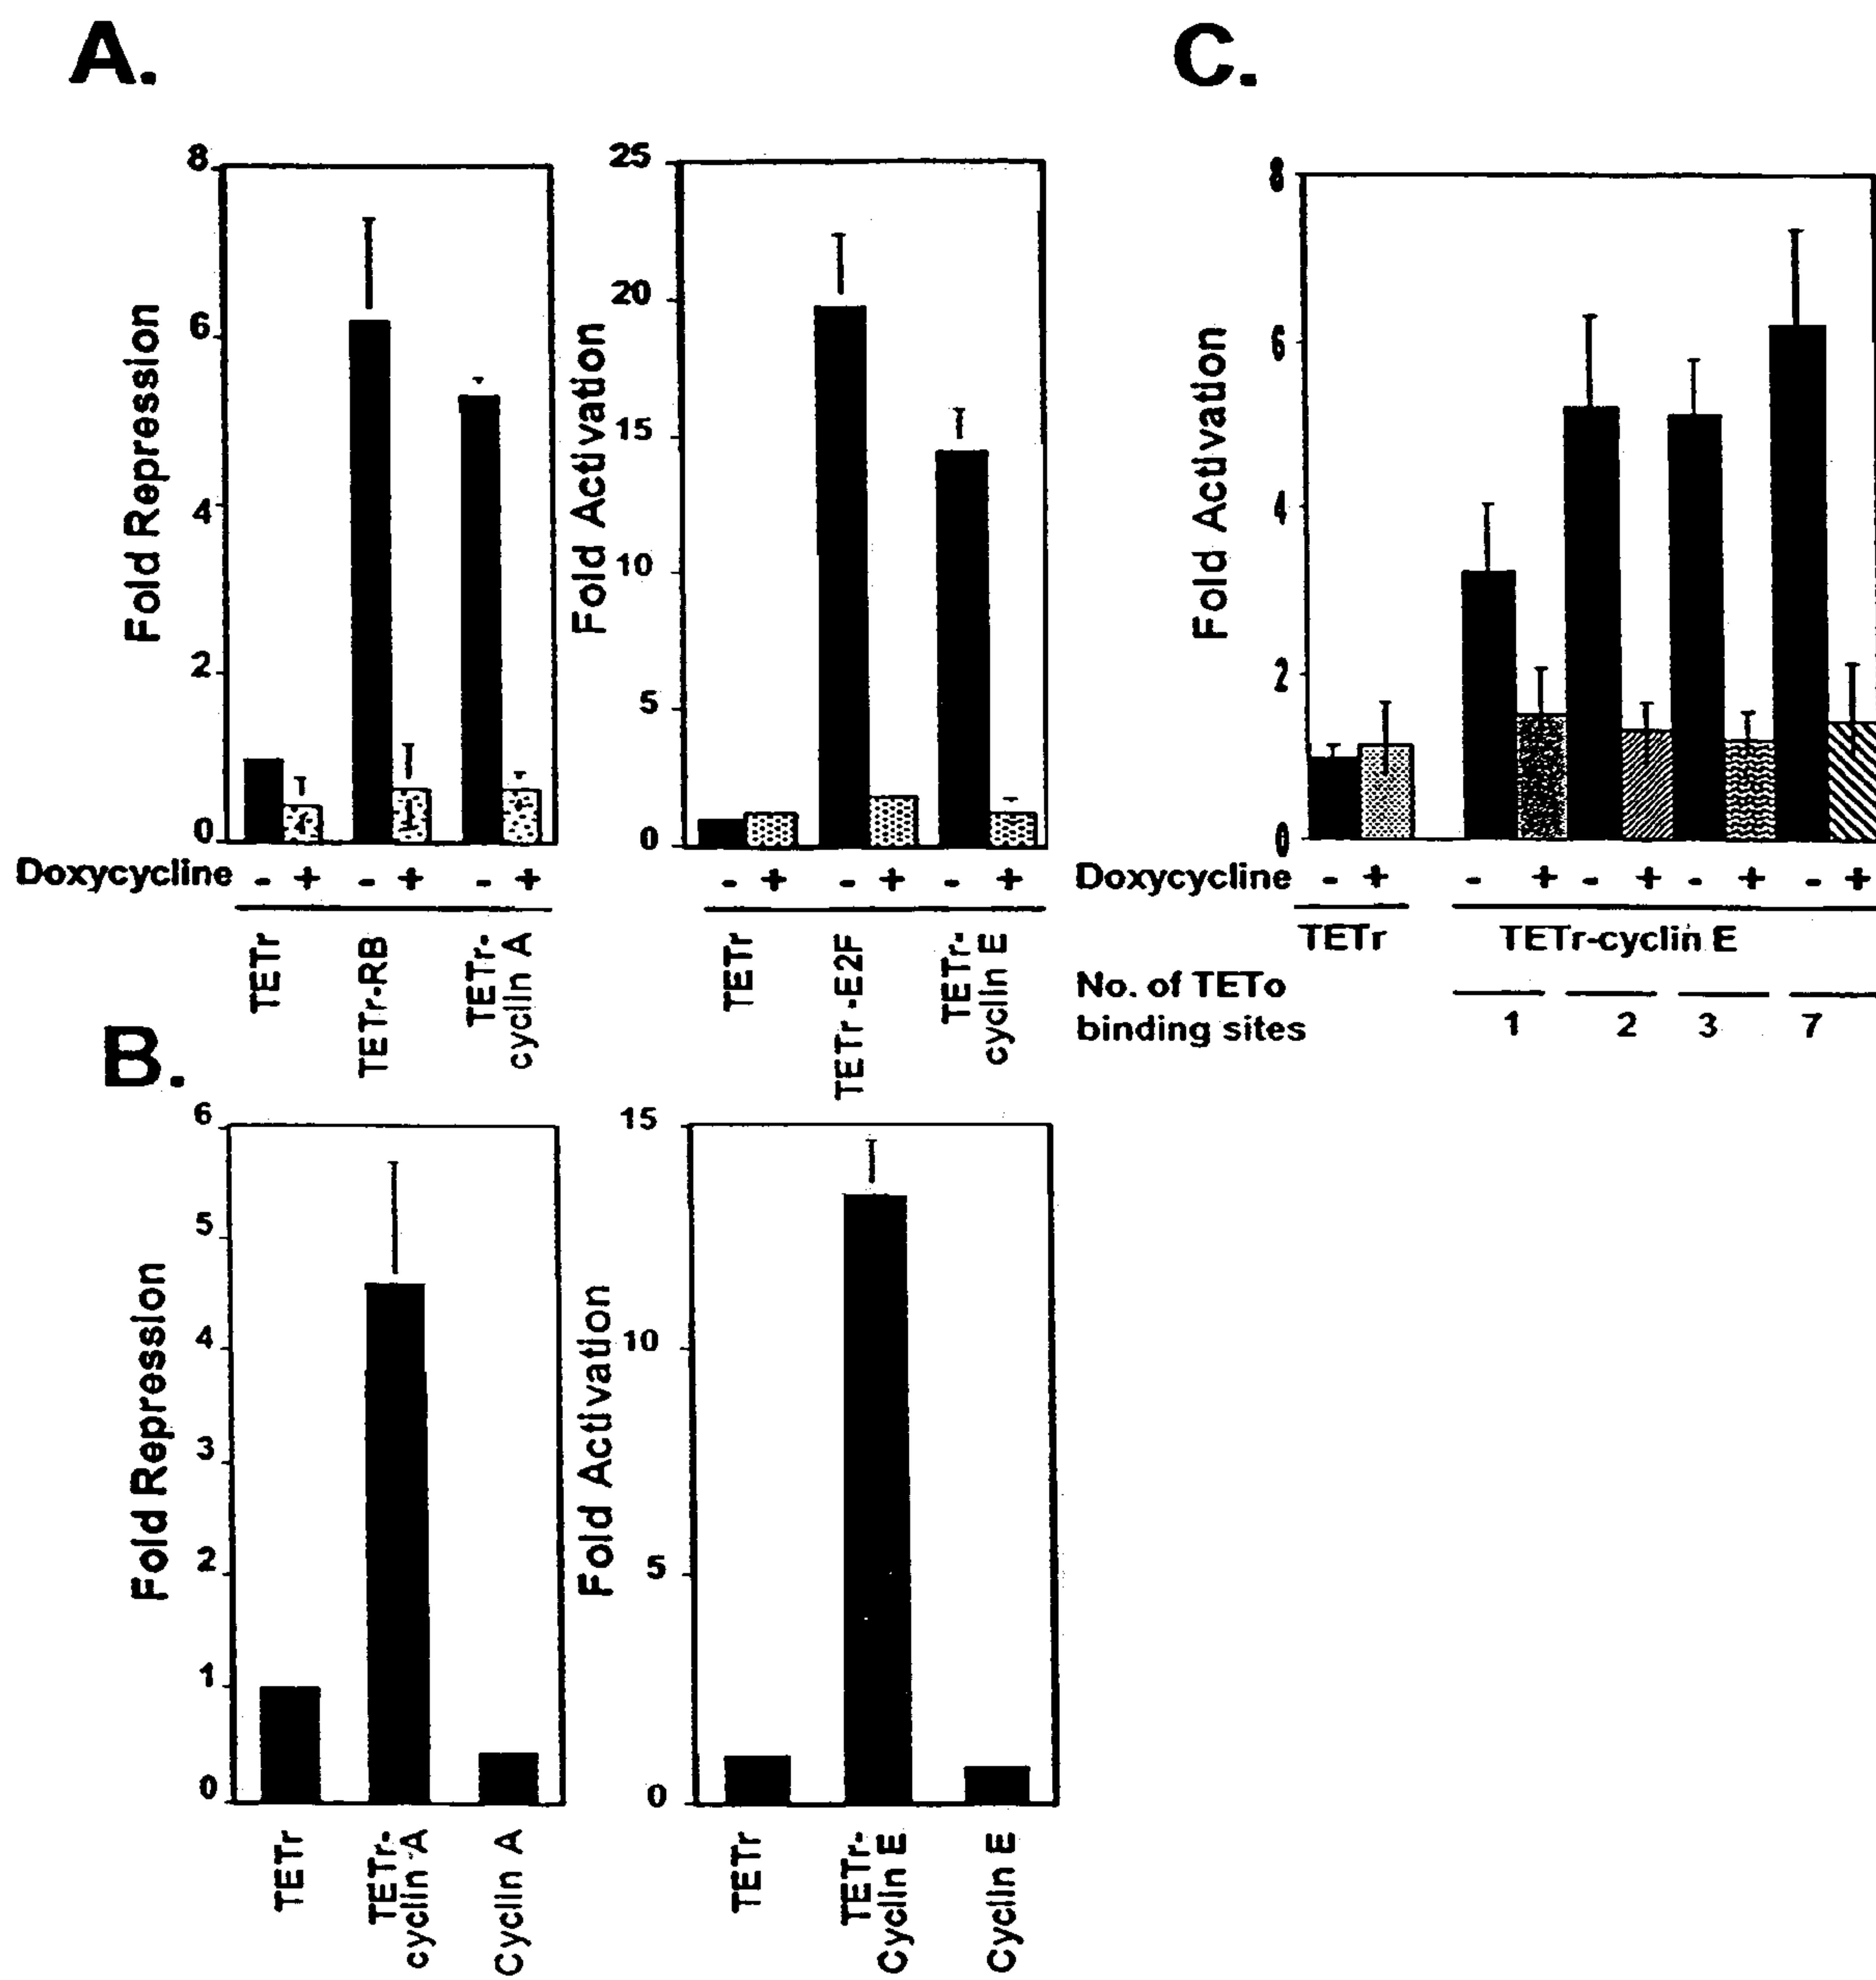 A.
8
6
4
2
0
Fold Repression
Doxycycline - + - + - +
TETr
TETr-RB
TETr-
cyclin A
25
20
15
10
5
0
Fold Activation
- + - + - +
TETr
TETr-E2F
TETr-
cyclin E
B.
6
5
4
3
2
1
0
Fold Repression
TETr
TETr-
cyclin A
Cyclin A
15
10
5
0
Fold Activation
TETr
TETr-
Cyclin E
Cyclin E
C.
8
6
4
2
0
Fold Activation
Doxycycline - + - + - + - + - +
TETr TETr-cyclin E
No. of TETo
binding sites 1 2 3 7